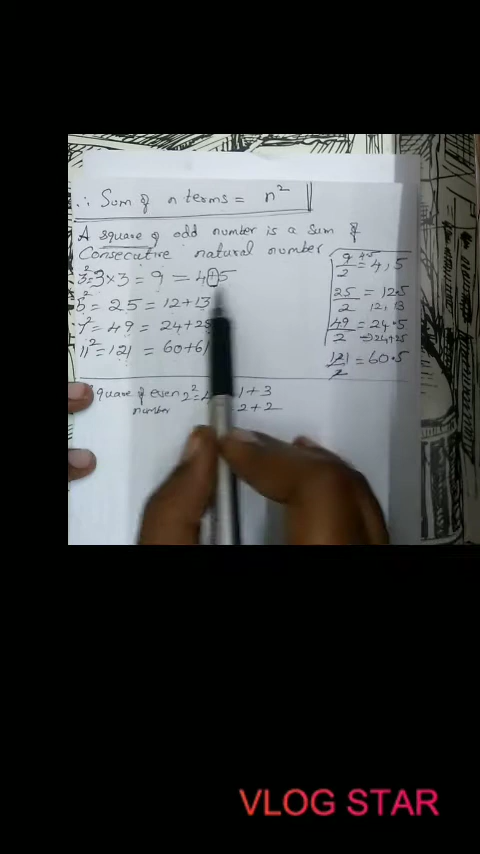 ∴ Sum of n terms = n²
A square of odd number is a sum of
Consecutive natural number
3² = 3×3 = 9 = 4+5
5² = 25 = 12+13
7² = 49 = 24+25
11² = 121 = 60+61
9/2 = 4,5
25/2 = 12.5
12, 13
49/2 = 24.5
→ 24,25
121/2 = 60.5
Square of even 2² = 1+3
number 2+2
VLOG STAR